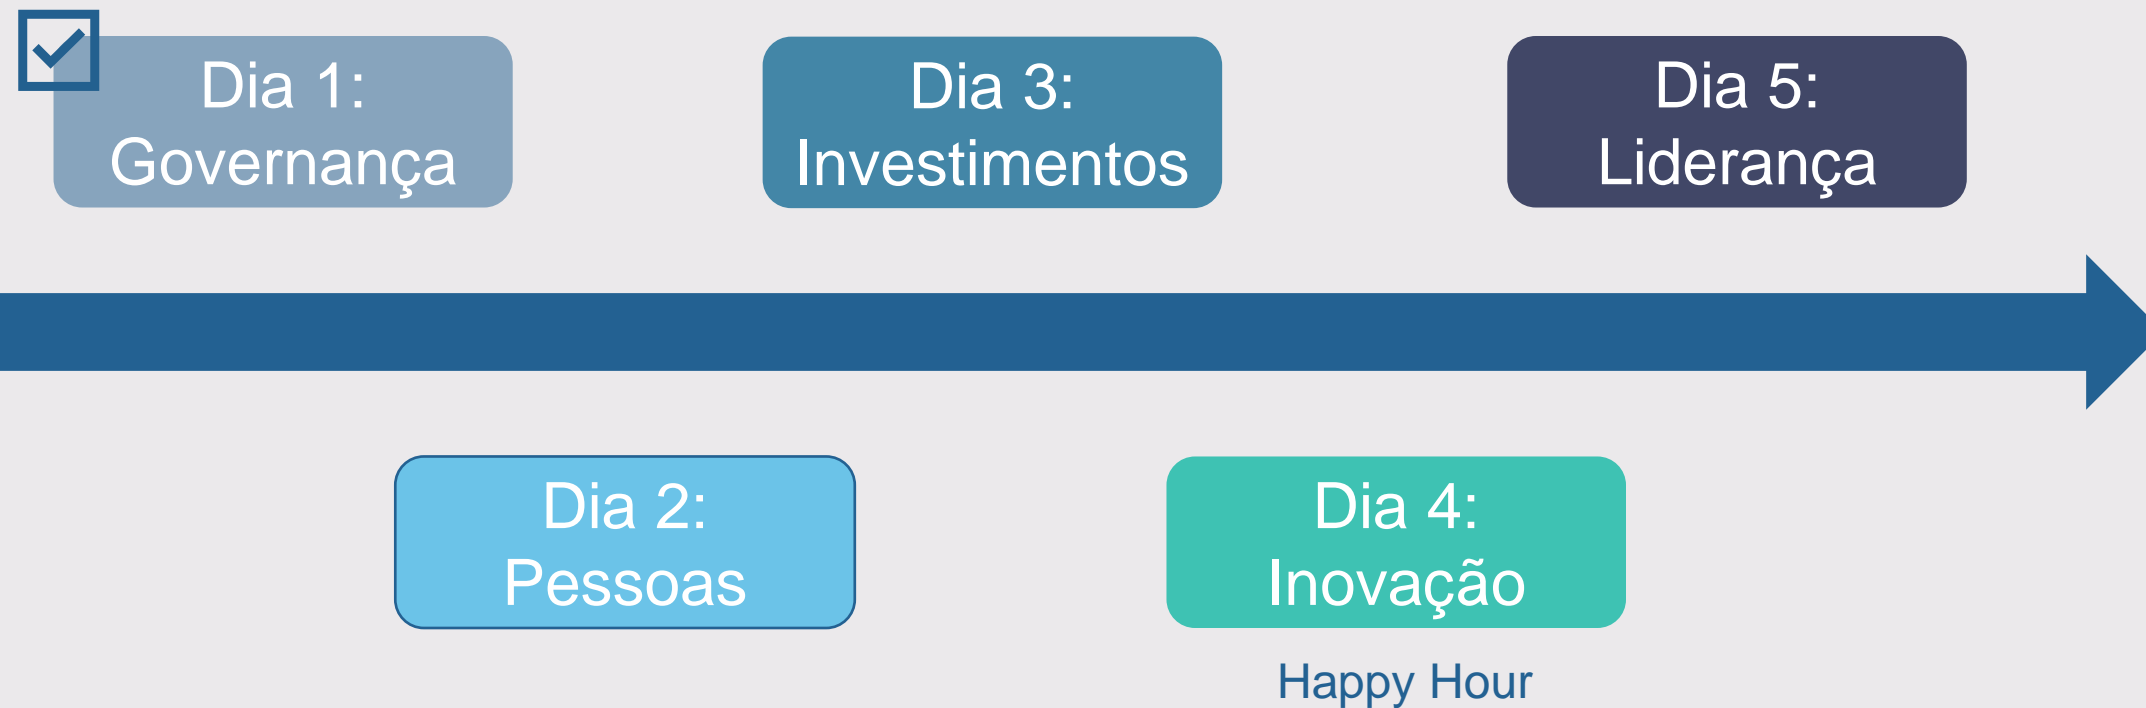 Dia 1:
Governança
Dia 3:
Investimentos
Dia 5:
Liderança
Dia 2:
Pessoas
Dia 4:
Inovação
Happy Hour